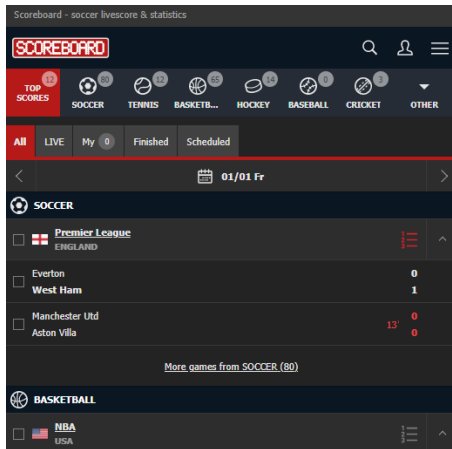 Scoreboard - soccer livescore & statistics
SCOREBOARD
12 80 12 65 14 0 3
TOP SCORES SOCCER TENNIS BASKETB... HOCKEY BASEBALL CRICKET OTHER
All LIVE My 0 Finished Scheduled
01/01 Fr
SOCCER
Premier League
ENGLAND
Everton 0
West Ham 1
Manchester Utd 0
13'
Aston Villa 0
More games from SOCCER (80)
BASKETBALL
NBA
USA